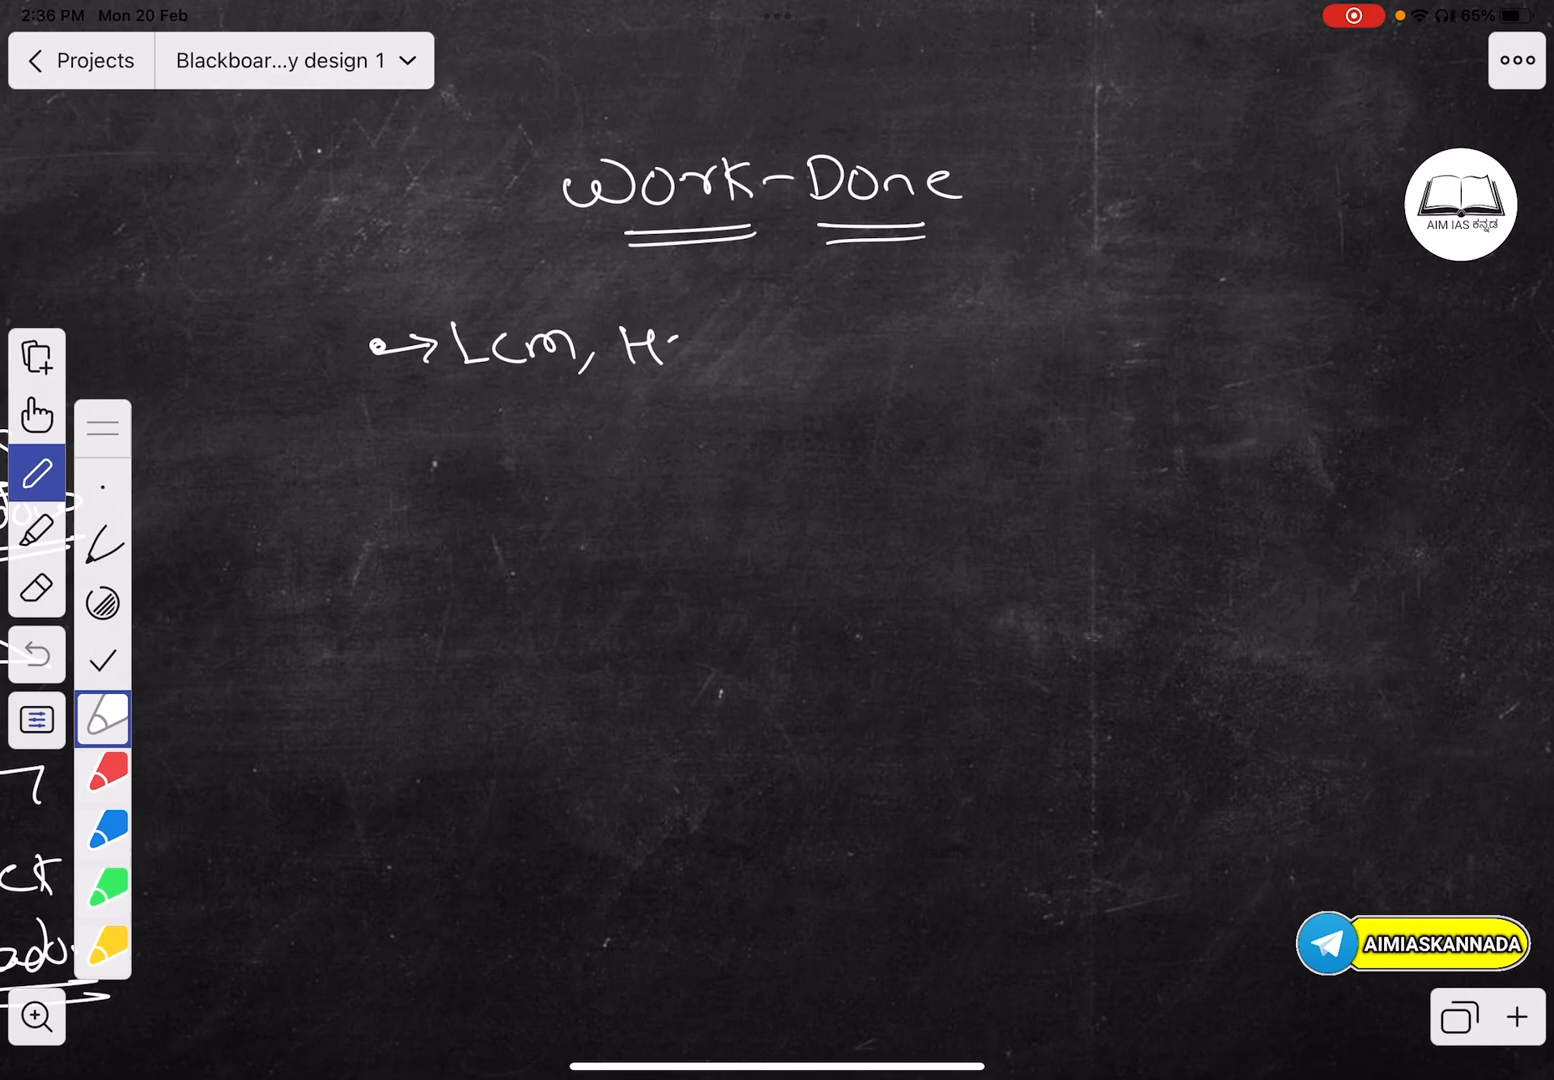 2:36 PM Mon 20 Feb
65%
Projects
Blackboar...y design 1
Work-Done
AIM IAS ಕನ್ನಡ
Lcm, H
AIMIASKANNADA